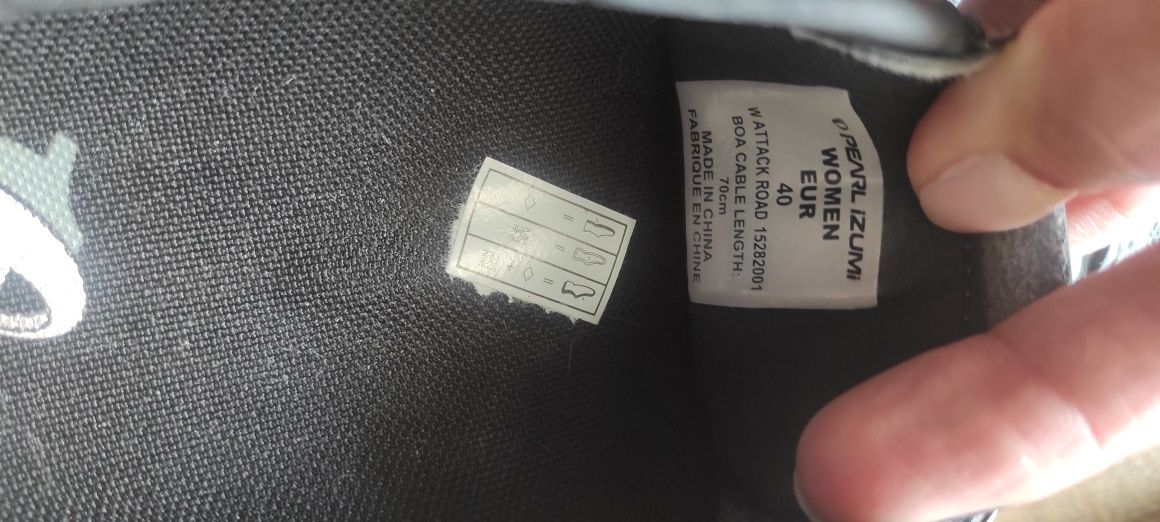 PEARL iZUMi
WOMEN
EUR
40
W ATTACK ROAD 15282001
BOA CABLE LENGTH:
70cm
MADE IN CHINA
FABRIQUE EN CHINE
=
=
+ =